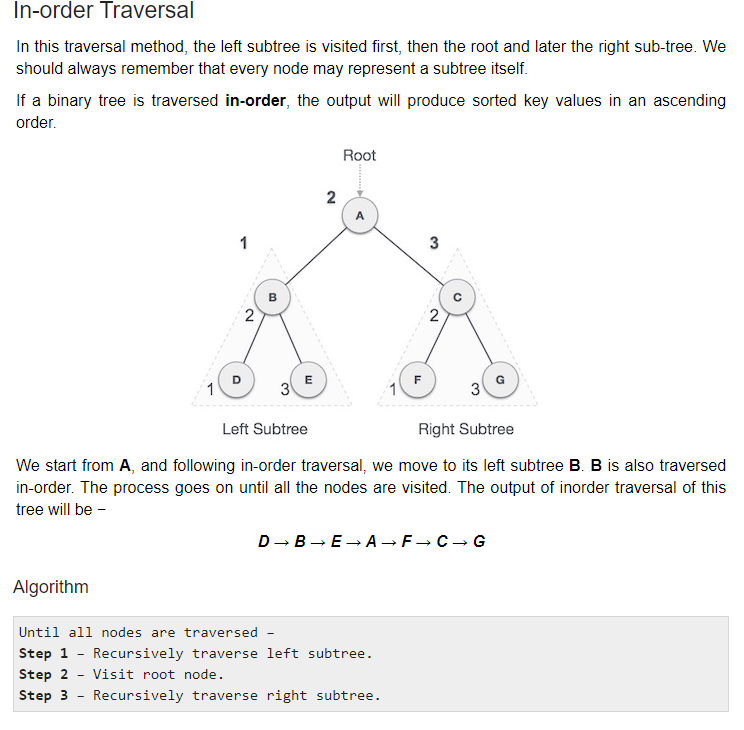 In-order Traversal
In this traversal method, the left subtree is visited first, then the root and later the right sub-tree. We
should always remember that every node may represent a subtree itself.
If a binary tree is traversed in-order, the output will produce sorted key values in an ascending
order.
Root
2
A
1
3
B
C
2
2
D
E
F
G
1
3
1
3
Left Subtree
Right Subtree
We start from A, and following in-order traversal, we move to its left subtree B. B is also traversed
in-order. The process goes on until all the nodes are visited. The output of inorder traversal of this
tree will be −
D → B → E → A → F → C → G
Algorithm
Until all nodes are traversed −
Step 1 − Recursively traverse left subtree.
Step 2 − Visit root node.
Step 3 − Recursively traverse right subtree.